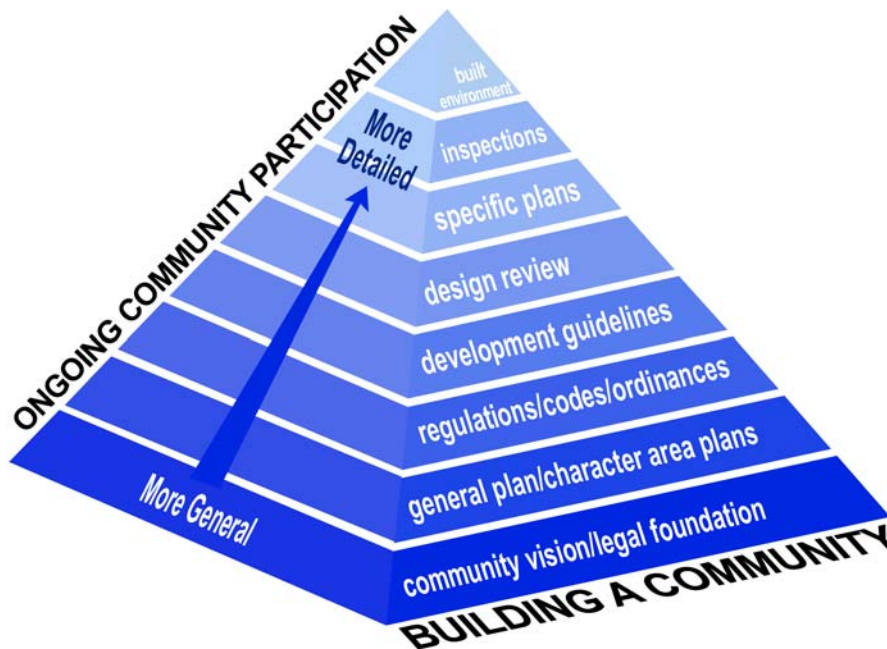 ONGOING COMMUNITY PARTICIPATION
More
Detailed
More General
built
environment
inspections
specific plans
design review
development guidelines
regulations/codes/ordinances
general plan/character area plans
community vision/legal foundation
BUILDING A COMMUNITY